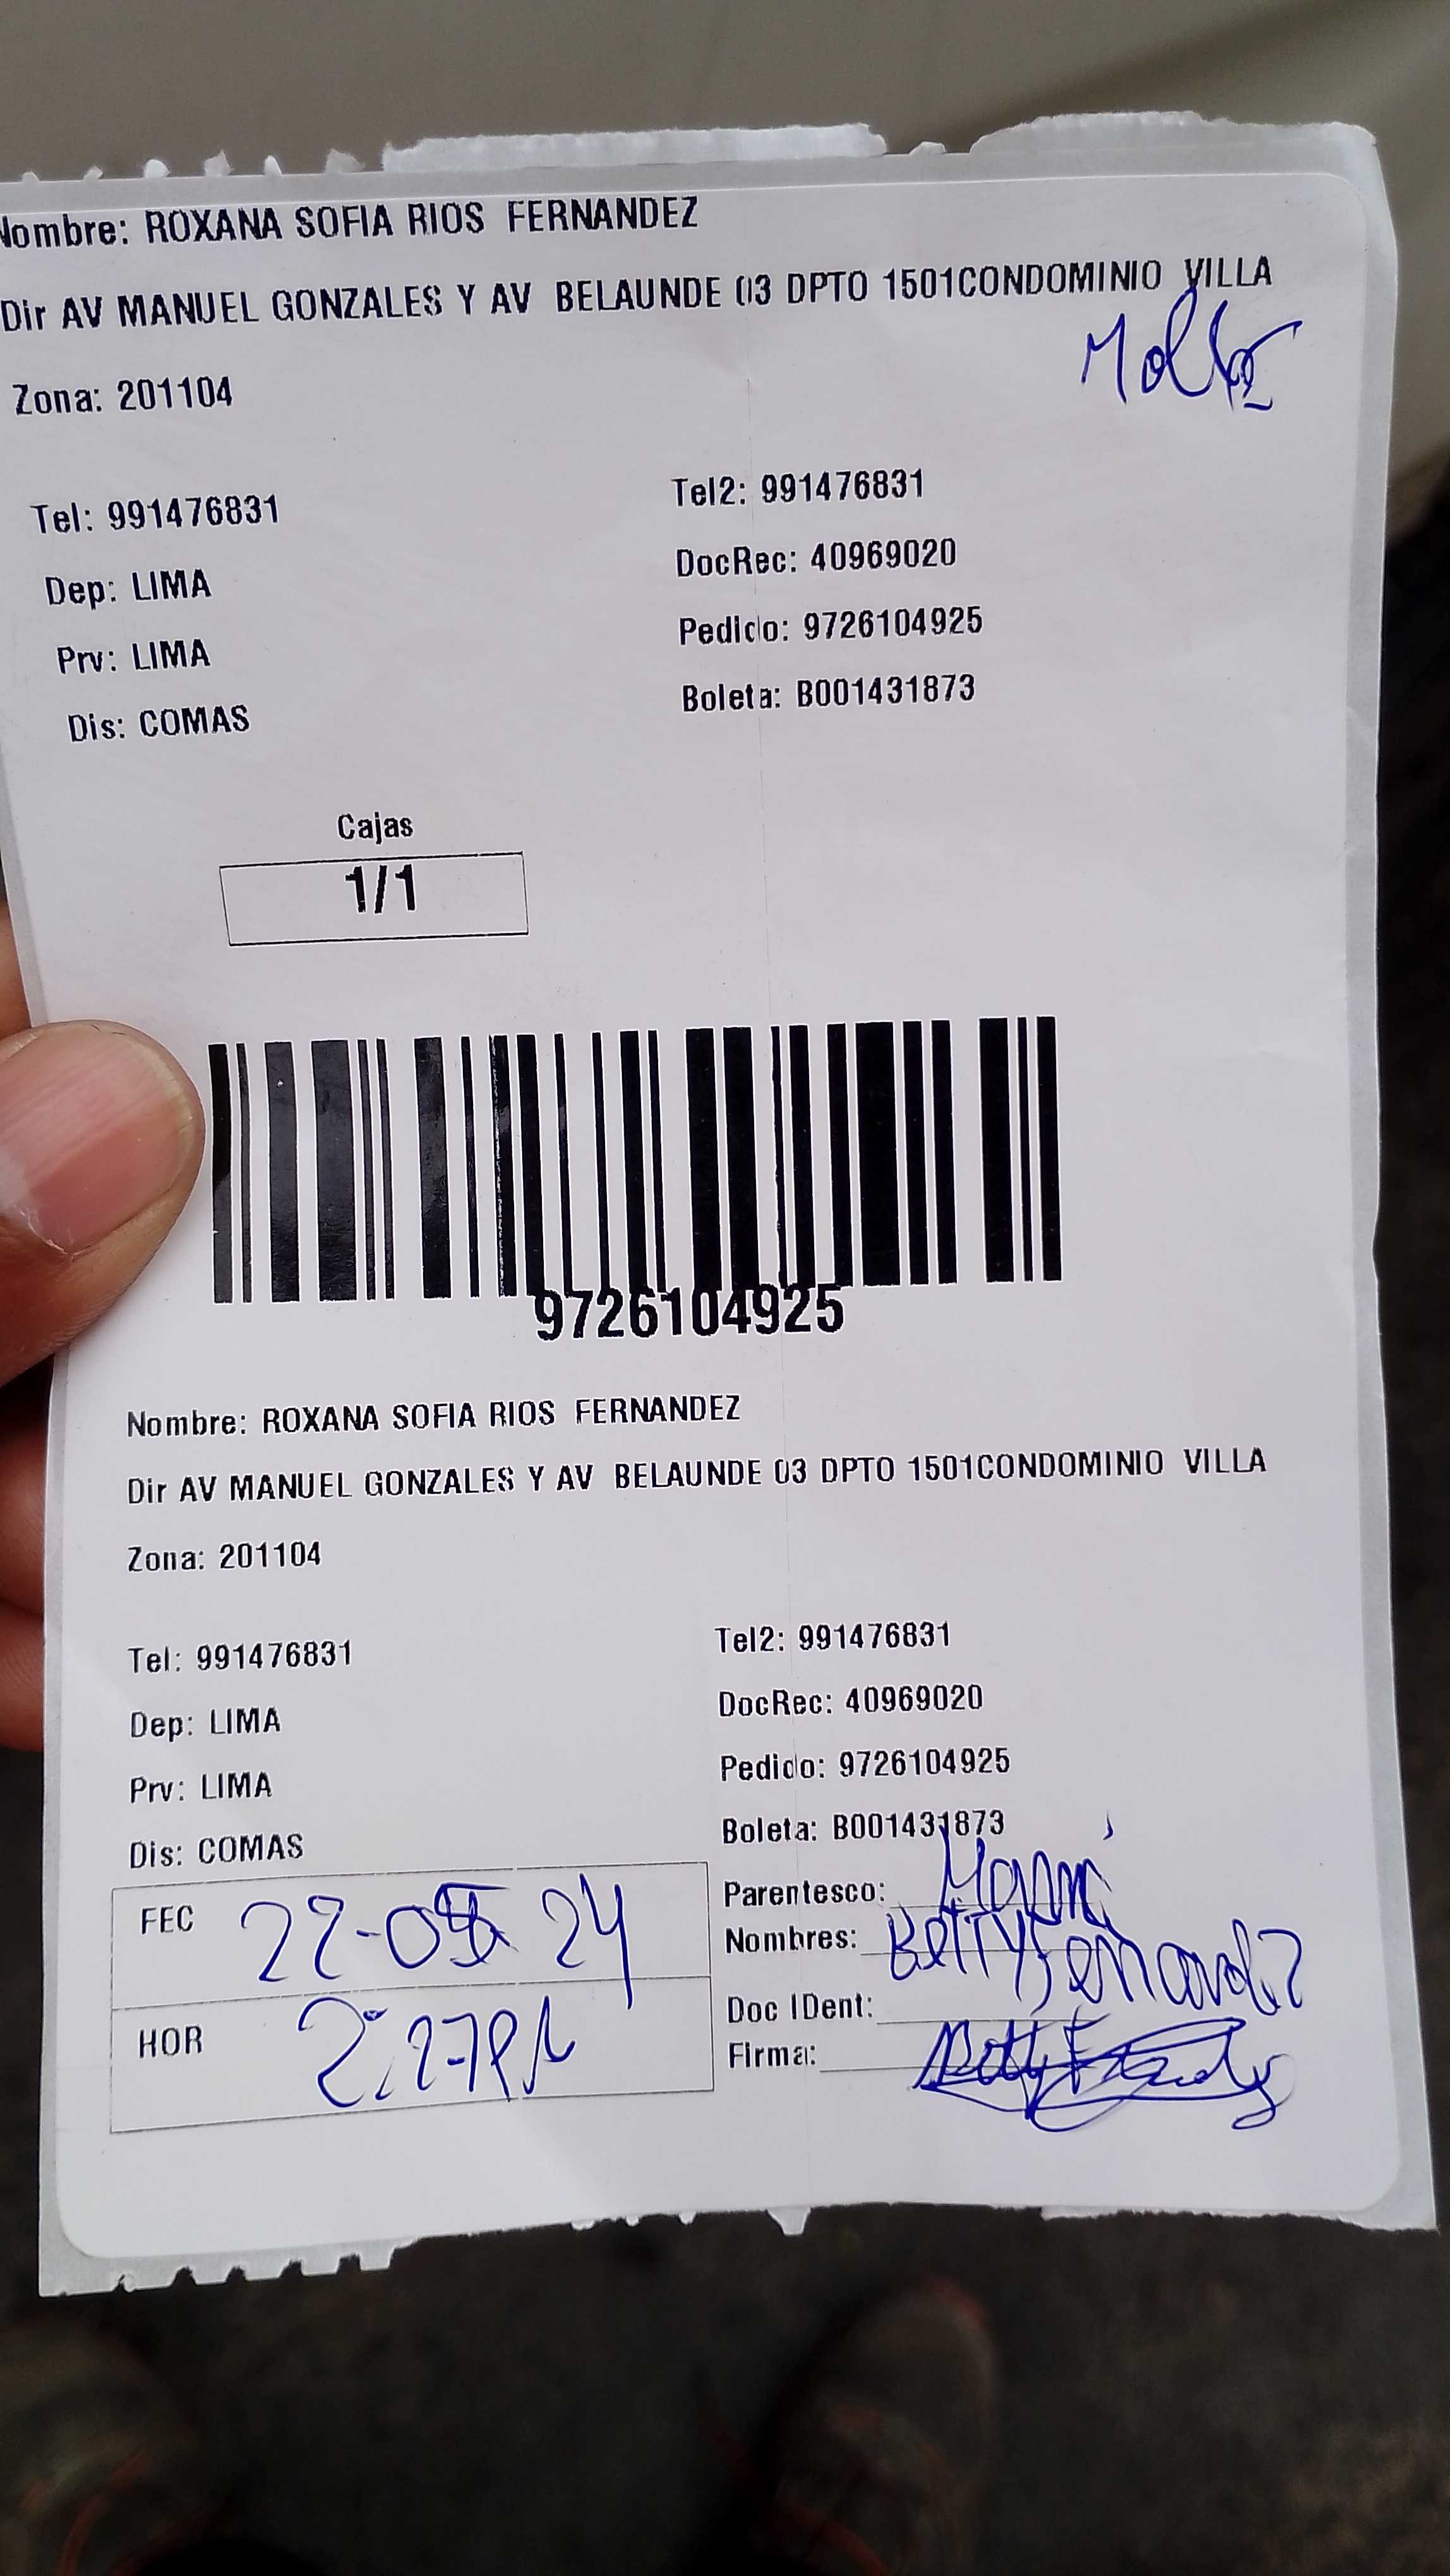 Nombre: ROXANA SOFIA RIOS FERNANDEZ
Dir AV MANUEL GONZALES Y AV BELAUNDE 03 DPTO 1501CONDOMINIO VILLA
Zona: 201104
Tel: 991476831 Tel2: 991476831
Dep: LIMA DocRec: 40969020
Prv: LIMA Pedido: 9726104925
Dis: COMAS Boleta: B001431873
Cajas
1/1
9726104925
Nombre: ROXANA SOFIA RIOS FERNANDEZ
Dir AV MANUEL GONZALES Y AV BELAUNDE 03 DPTO 1501CONDOMINIO VILLA
Zona: 201104
Tel: 991476831 Tel2: 991476831
Dep: LIMA DocRec: 40969020
Prv: LIMA Pedido: 9726104925
Dis: COMAS Boleta: B001431873
FEC Parentesco: Mamá
Nombres: Betty Fernandez
HOR 2:27PM Doc IDent:
Firma: